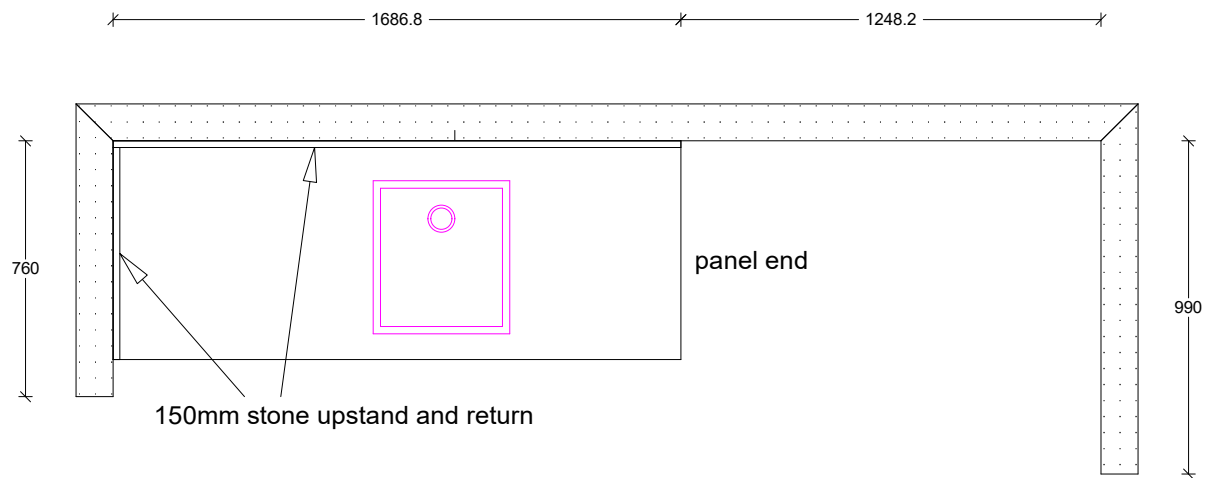 1686.8
1248.2
760
panel end
990
150mm stone upstand and return